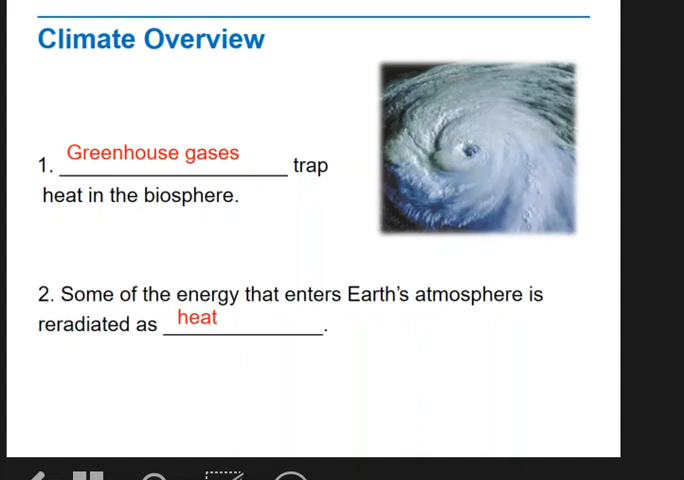 Climate Overview
1. Greenhouse gases trap
heat in the biosphere.
2. Some of the energy that enters Earth's atmosphere is
reradiated as heat.